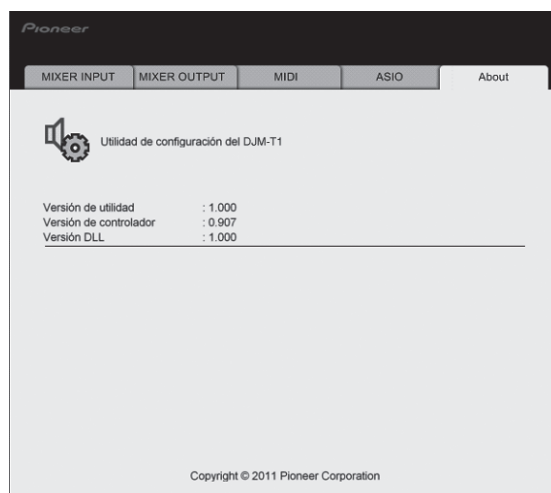 Pioneer
MIXER INPUT MIXER OUTPUT MIDI ASIO About
Utilidad de configuración del DJM-T1
Versión de utilidad : 1.000
Versión de controlador : 0.907
Versión DLL : 1.000
Copyright © 2011 Pioneer Corporation